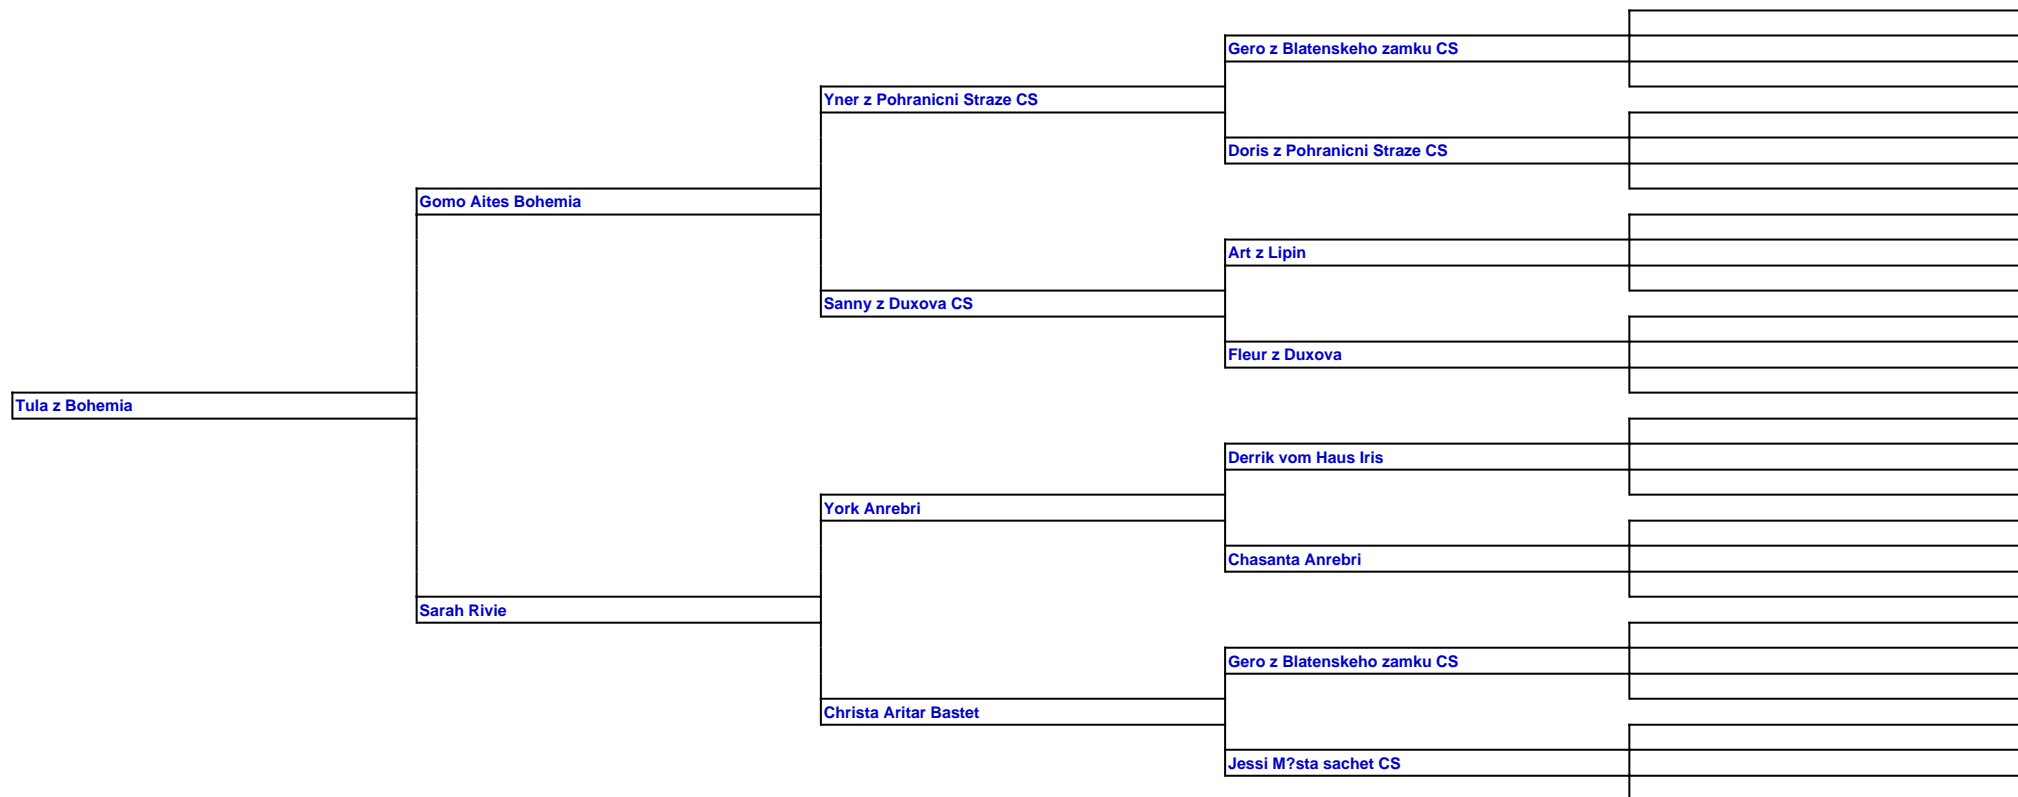 Gero z Blatenskeho zamku CS
Yner z Pohranicni Straze CS
Doris z Pohranicni Straze CS
Gomo Aites Bohemia
Art z Lipin
Sanny z Duxova CS
Fleur z Duxova
Tula z Bohemia
Derrik vom Haus Iris
York Anrebri
Chasanta Anrebri
Sarah Rivie
Gero z Blatenskeho zamku CS
Christa Aritar Bastet
Jessi M?sta sachet CS